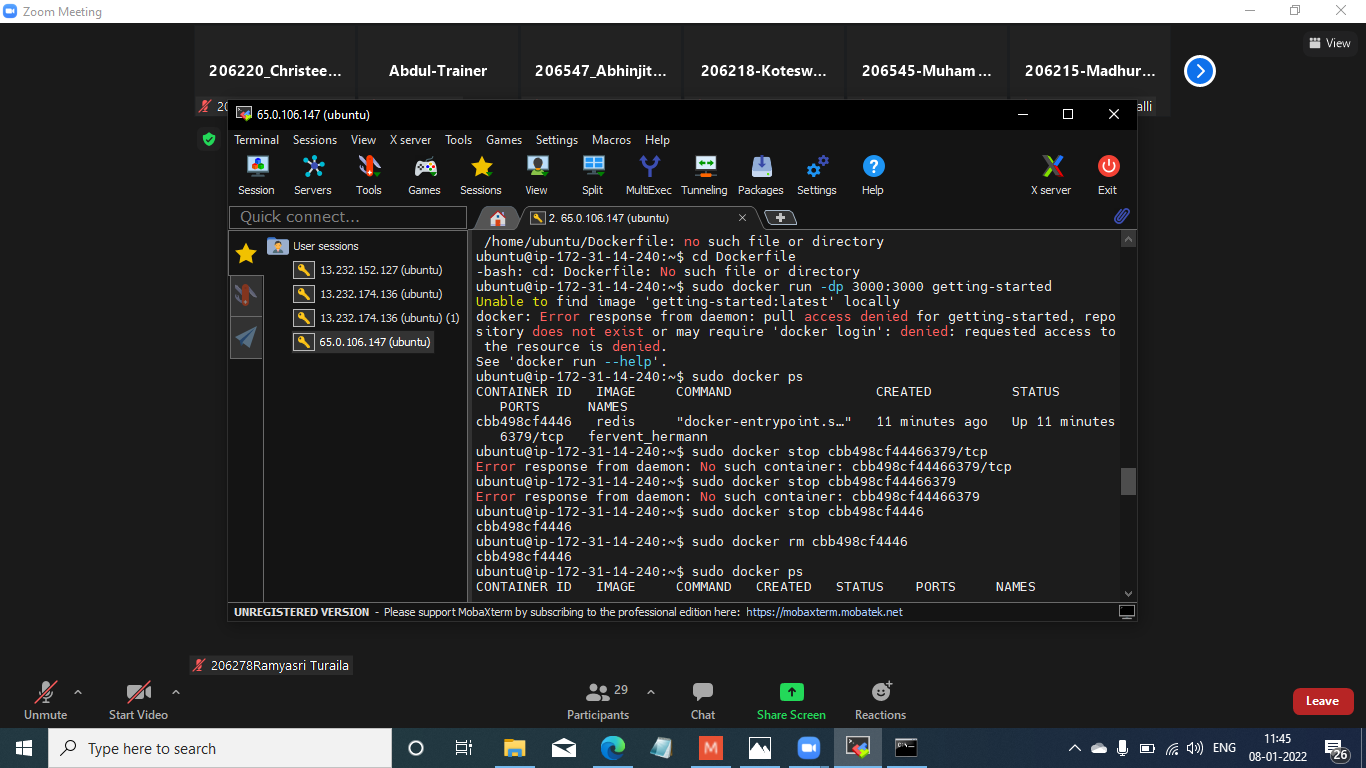 Zoom Meeting
View
206220_Christee...
Abdul-Trainer
206547_Abhinjit...
206218-Kotesw...
206545-Muham...
206215-Madhur...
20
alli
65.0.106.147 (ubuntu)
Terminal Sessions View X server Tools Games Settings Macros Help
Session Servers Tools Games Sessions View Split MultiExec Tunneling Packages Settings Help X server Exit
Quick connect...
2. 65.0.106.147 (ubuntu)
User sessions
13.232.152.127 (ubuntu)
13.232.174.136 (ubuntu)
13.232.174.136 (ubuntu) (1)
65.0.106.147 (ubuntu)
/home/ubuntu/Dockerfile: no such file or directory
ubuntu@ip-172-31-14-240:~$ cd Dockerfile
-bash: cd: Dockerfile: No such file or directory
ubuntu@ip-172-31-14-240:~$ sudo docker run -dp 3000:3000 getting-started
Unable to find image 'getting-started:latest' locally
docker: Error response from daemon: pull access denied for getting-started, repo
sitory does not exist or may require 'docker login': denied: requested access to
the resource is denied.
See 'docker run --help'.
ubuntu@ip-172-31-14-240:~$ sudo docker ps
CONTAINER ID IMAGE COMMAND CREATED STATUS
PORTS NAMES
cbb498cf4446 redis "docker-entrypoint.s…" 11 minutes ago Up 11 minutes
6379/tcp fervent_hermann
ubuntu@ip-172-31-14-240:~$ sudo docker stop cbb498cf44466379/tcp
Error response from daemon: No such container: cbb498cf44466379/tcp
ubuntu@ip-172-31-14-240:~$ sudo docker stop cbb498cf44466379
Error response from daemon: No such container: cbb498cf44466379
ubuntu@ip-172-31-14-240:~$ sudo docker stop cbb498cf4446
cbb498cf4446
ubuntu@ip-172-31-14-240:~$ sudo docker rm cbb498cf4446
cbb498cf4446
ubuntu@ip-172-31-14-240:~$ sudo docker ps
CONTAINER ID IMAGE COMMAND CREATED STATUS PORTS NAMES
UNREGISTERED VERSION - Please support MobaXterm by subscribing to the professional edition here: https://mobaxterm.mobatek.net
206278Ramyasri Turaila
Unmute
Start Video
29
Participants
Chat
Share Screen
Reactions
Leave
Type here to search
M
ENG
11:45
08-01-2022
26